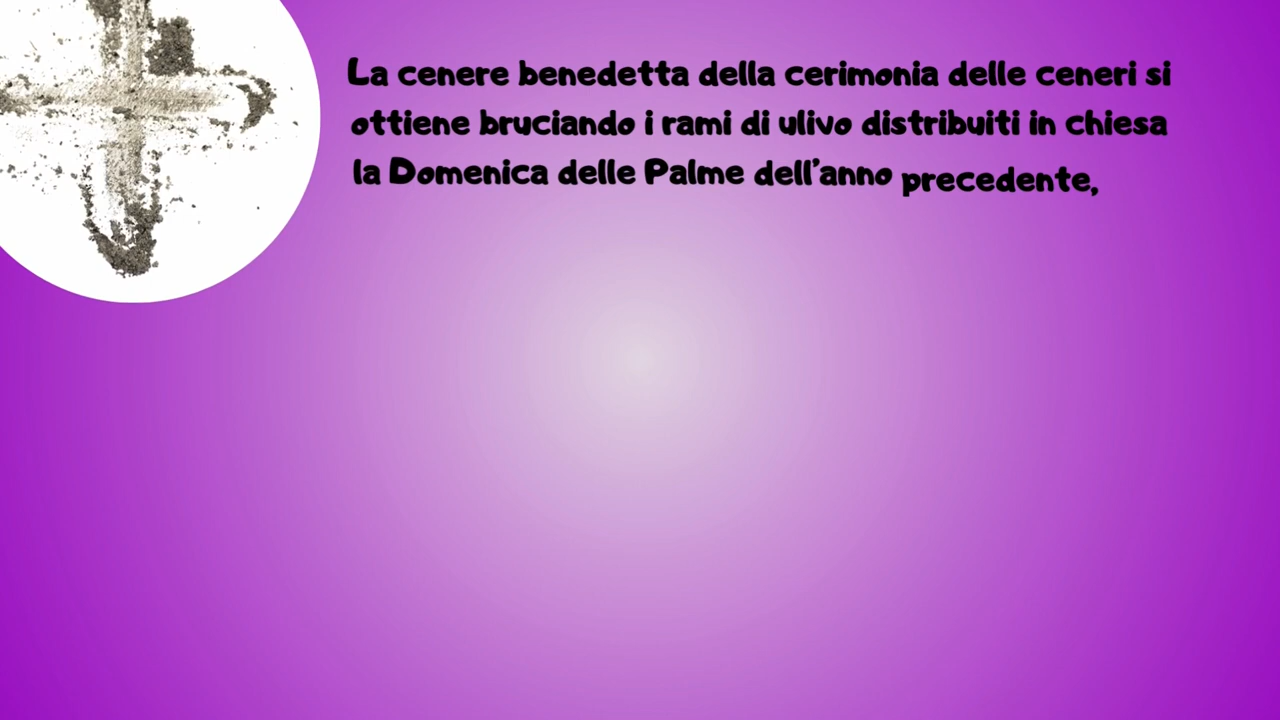 La cenere benedetta della cerimonia delle ceneri si
ottiene bruciando i rami di ulivo distribuiti in chiesa
la Domenica delle Palme dell'anno precedente,